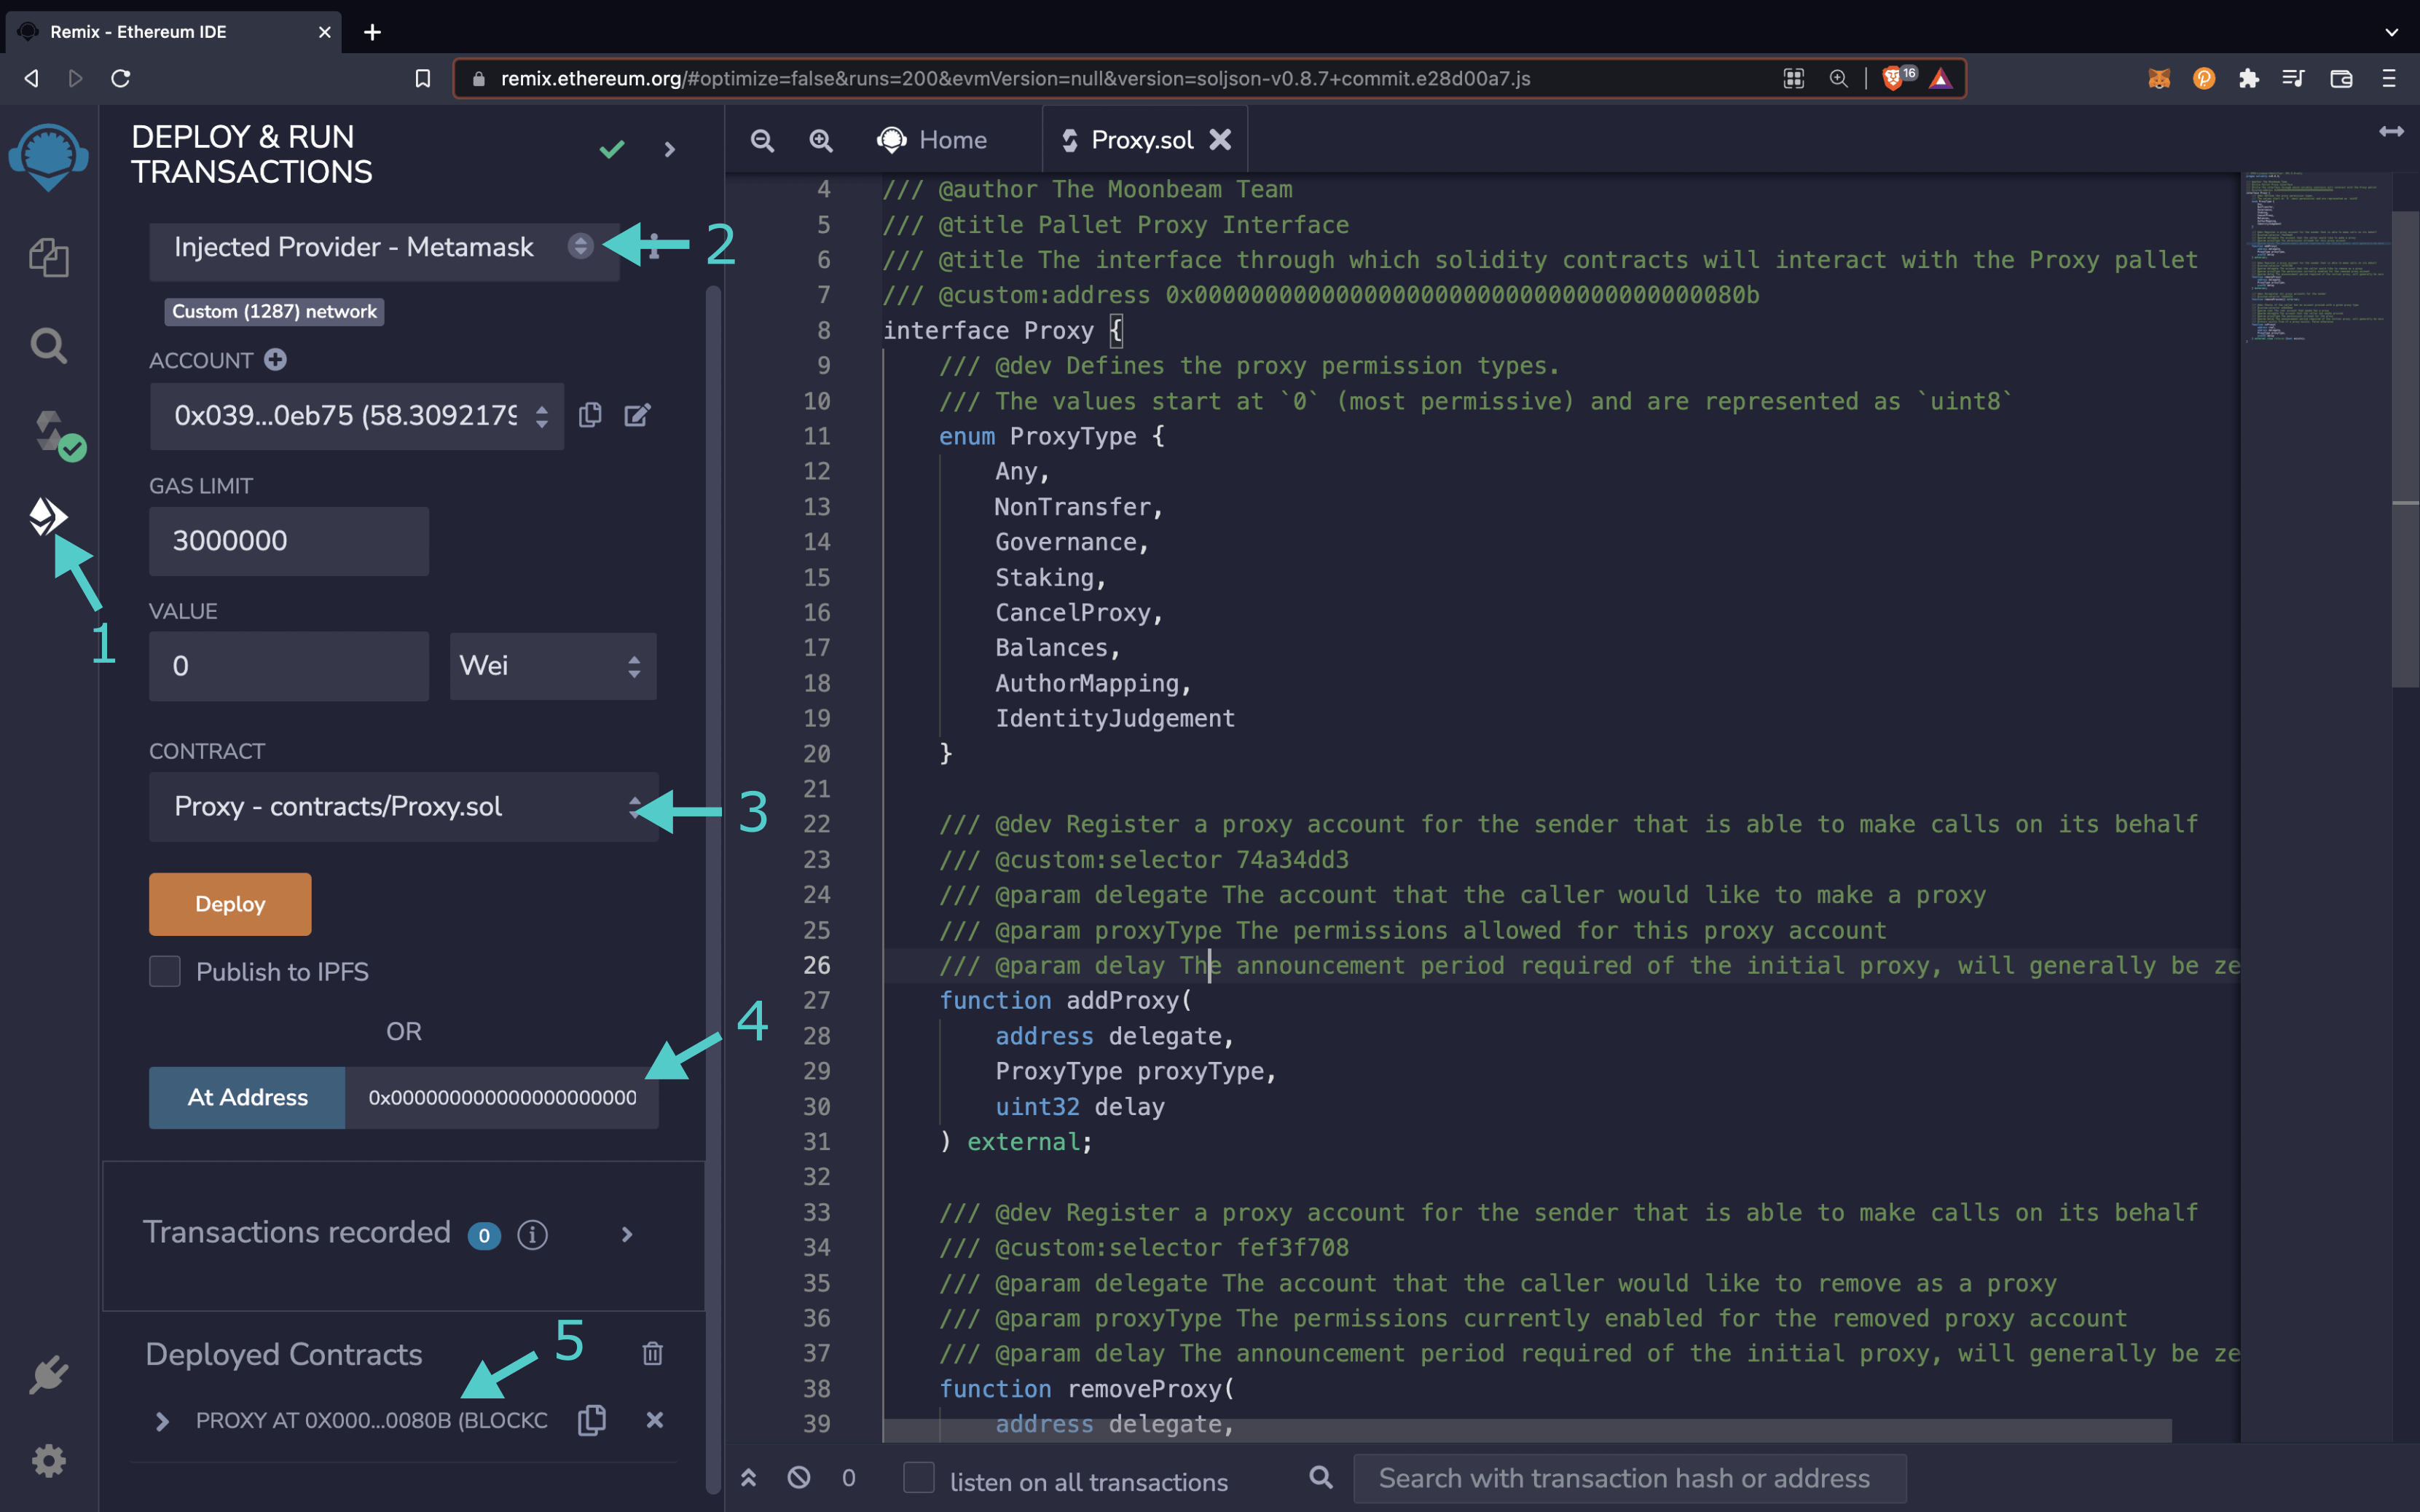 Remix - Ethereum IDE
remix.ethereum.org/#optimize=false&runs=200&evmVersion=null&version=soljson-v0.8.7+commit.e28d00a7.js
16
DEPLOY & RUN
TRANSACTIONS
Injected Provider - Metamask
2
Custom (1287) network
ACCOUNT
0x039...0eb75 (58.3092179
GAS LIMIT
3000000
1
VALUE
0
Wei
CONTRACT
Proxy - contracts/Proxy.sol
3
Deploy
Publish to IPFS
OR
4
At Address
0x000000000000000000000
Transactions recorded 0
Deployed Contracts
5
PROXY AT 0X000...0080B (BLOCKC
Home
Proxy.sol
4 /// @author The Moonbeam Team
5 /// @title Pallet Proxy Interface
6 /// @title The interface through which solidity contracts will interact with the Proxy pallet
7 /// @custom:address 0x000000000000000000000000000000000000080b
8 interface Proxy {
9 /// @dev Defines the proxy permission types.
10 /// The values start at `0` (most permissive) and are represented as `uint8`
11 enum ProxyType {
12 Any,
13 NonTransfer,
14 Governance,
15 Staking,
16 CancelProxy,
17 Balances,
18 AuthorMapping,
19 IdentityJudgement
20 }
21
22 /// @dev Register a proxy account for the sender that is able to make calls on its behalf
23 /// @custom:selector 74a34dd3
24 /// @param delegate The account that the caller would like to make a proxy
25 /// @param proxyType The permissions allowed for this proxy account
26 /// @param delay The announcement period required of the initial proxy, will generally be ze
27 function addProxy(
28 address delegate,
29 ProxyType proxyType,
30 uint32 delay
31 ) external;
32
33 /// @dev Register a proxy account for the sender that is able to make calls on its behalf
34 /// @custom:selector fef3f708
35 /// @param delegate The account that the caller would like to remove as a proxy
36 /// @param proxyType The permissions currently enabled for the removed proxy account
37 /// @param delay The announcement period required of the initial proxy, will generally be ze
38 function removeProxy(
39 address delegate,
0
listen on all transactions
Search with transaction hash or address